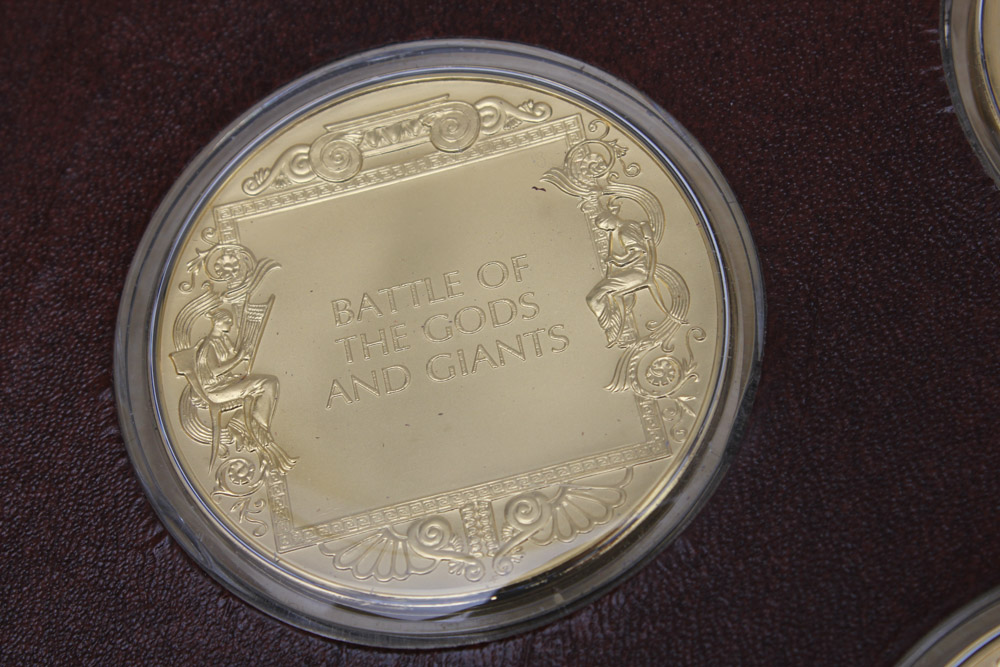 BATTLE OF
THE GODS
AND GIANTS